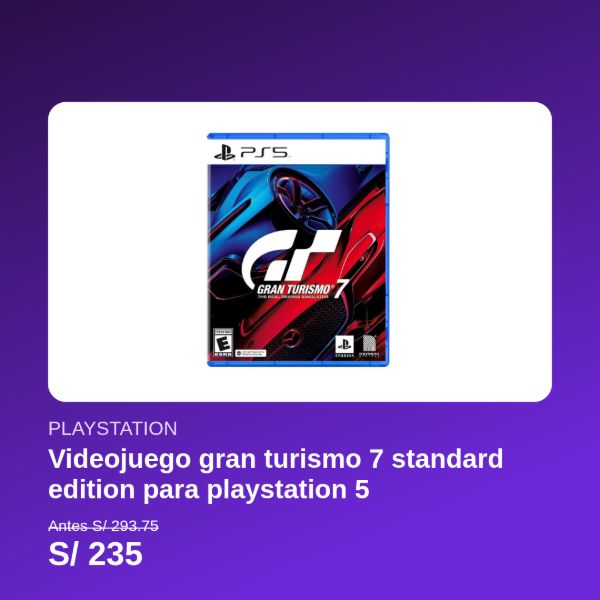 PS5
GT
GRAN TURISMO 7
THE REAL DRIVING SIMULATOR
E
PLAYSTATION
Videojuego gran turismo 7 standard
edition para playstation 5
Antes S/ 293.75
S/ 235